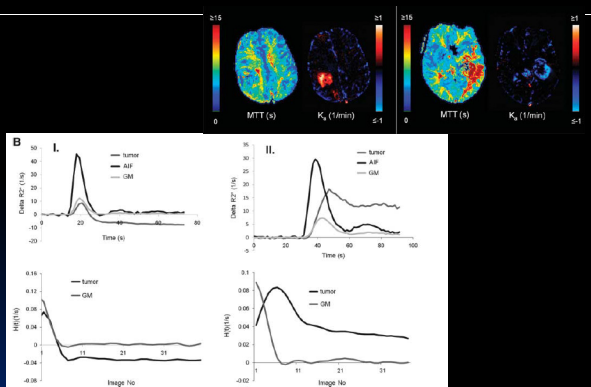 ≥15
≥1
≥15
≥1
0
MTT (s)
Ka (1/min)
≤-1
0
MTT (s)
Ka (1/min)
≤-1
B
I.
50
40
30
20
10
0
-10
-20
Delta R2* (1/s)
0
20
40
60
80
Time (s)
tumor
AIF
GM
II.
35
30
25
20
15
10
5
0
-5
Delta R2* (1/s)
0
20
40
60
80
100
Time (s)
tumor
AIF
GM
0.16
0.12
0.08
0.04
0
-0.04
-0.08
H(t)(1/s)
1
11
21
31
Image No
tumor
GM
0.1
0.08
0.06
0.04
0.02
0
-0.02
H(t)(1/s)
1
11
21
31
Image No
tumor
GM